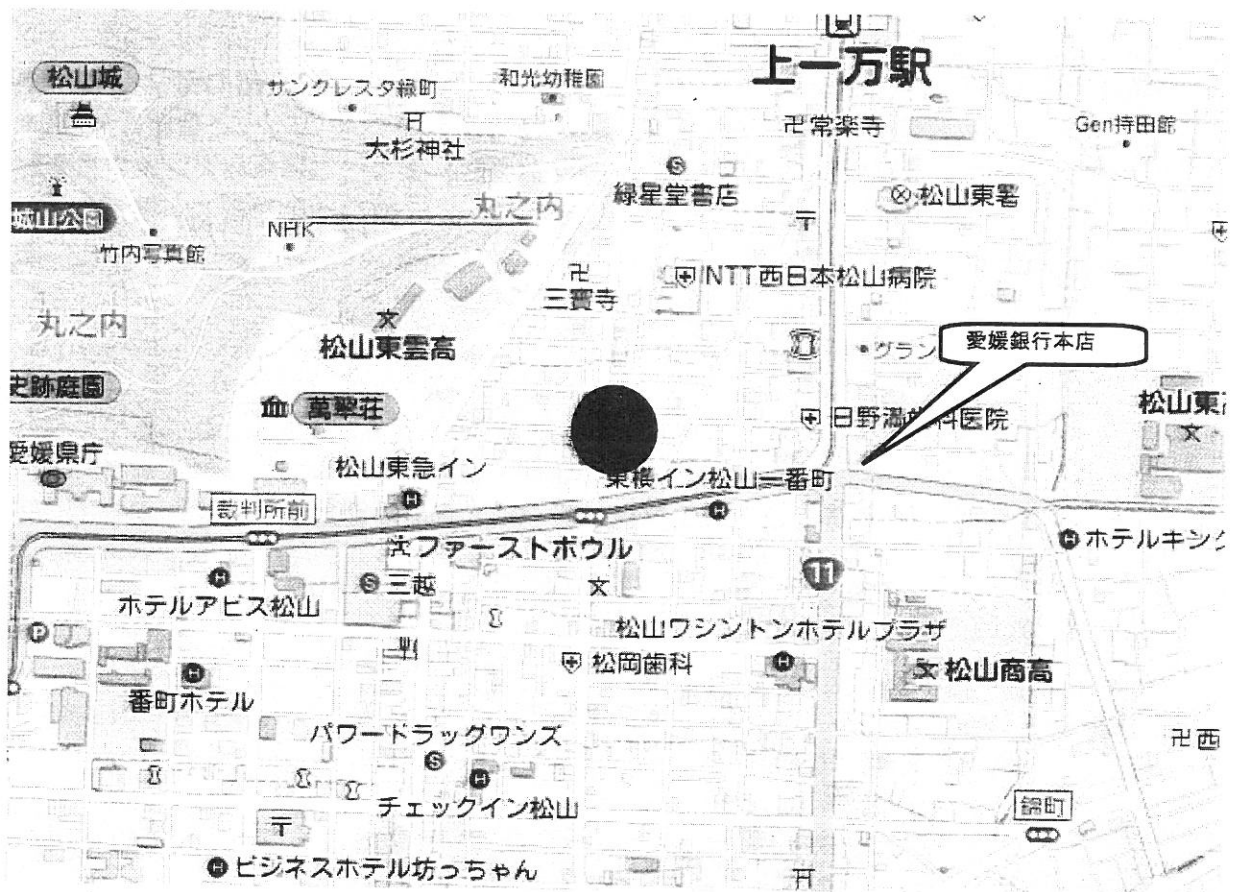 上一万駅
松山城
サンクレスタ緑町
和光幼稚園
卍常楽寺
Gen持田館
大杉神社
緑星堂書店
松山東署
丸之内
城山公園
NHK
竹内写真館
三寶寺
NTT西日本松山病院
丸之内
松山東雲高
グラン
愛媛銀行本店
史跡庭園
萬翠荘
松山東
日野満歯科医院
愛媛県庁
松山東急イン
東横イン松山一番町
裁判所前
ファーストボウル
ホテルキング
11
ホテルアビス松山
三越
松山ワシントンホテルプラザ
松岡歯科
松山商高
番町ホテル
パワードラッグワンズ
卍西
チェックイン松山
錦町
ビジネスホテル坊っちゃん